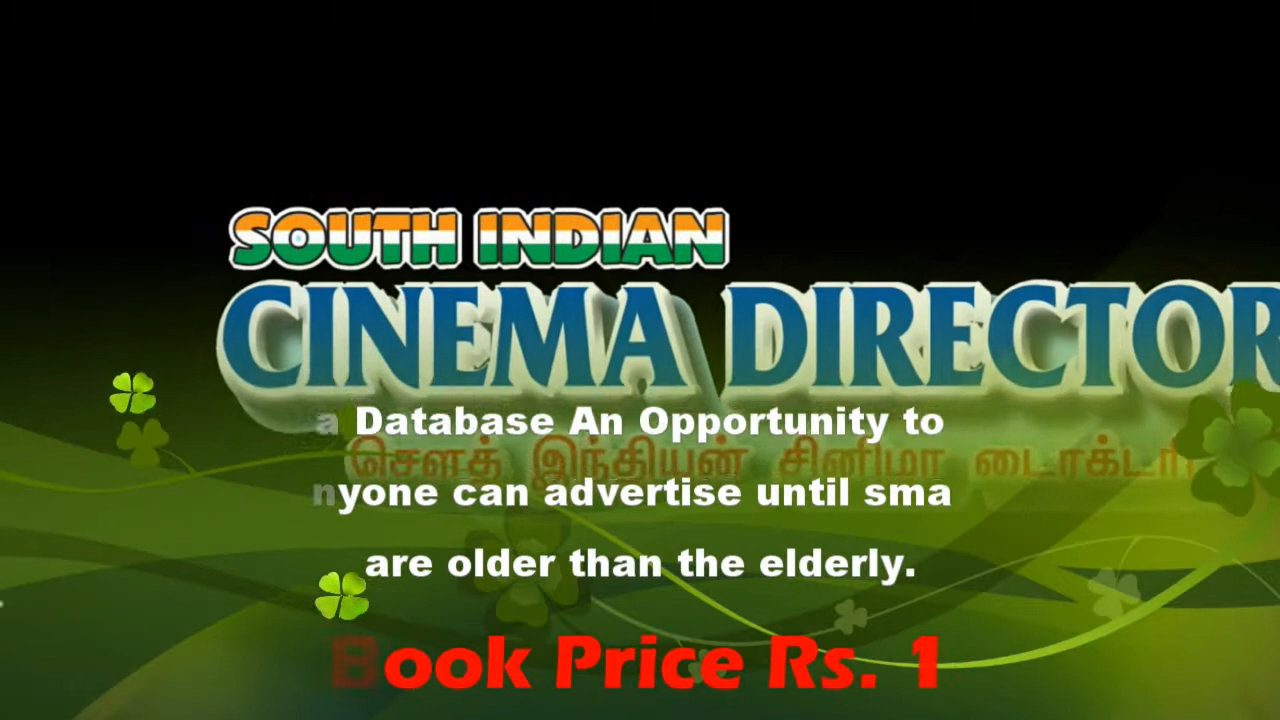 SOUTH INDIAN
CINEMA DIRECTOR
a Database An Opportunity to
சௌத் இந்தியன் சினிமா டைரக்டரி
nyone can advertise until sma
are older than the elderly.
Book Price Rs. 1